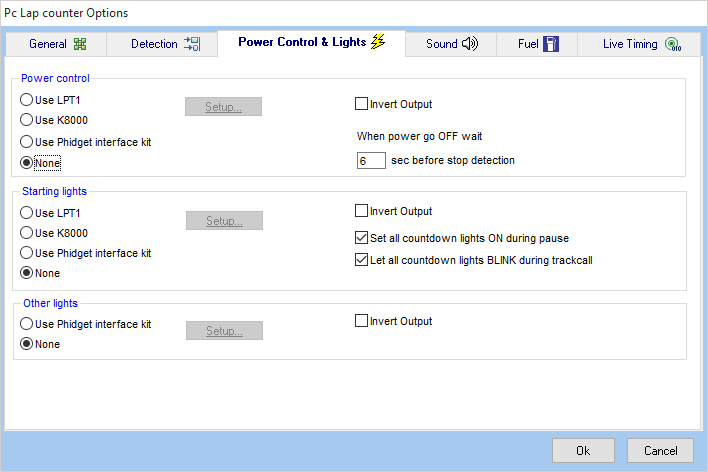 Pc Lap counter Options
General Detection Power Control & Lights Sound Fuel Live Timing
Power control
Use LPT1
Setup...
Invert Output
Use K8000
When power go OFF wait
Use Phidget interface kit
6 sec before stop detection
None
Starting lights
Use LPT1
Setup...
Invert Output
Use K8000
Set all countdown lights ON during pause
Use Phidget interface kit
Let all countdown lights BLINK during trackcall
None
Other lights
Use Phidget interface kit
Setup...
Invert Output
None
Ok Cancel